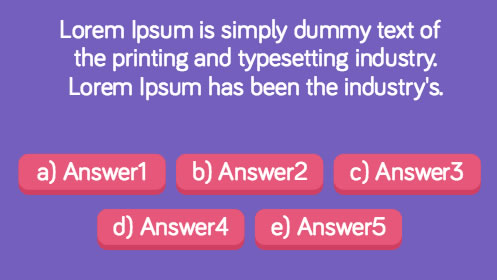 Lorem Ipsum is simply dummy text of
the printing and typesetting industry.
Lorem Ipsum has been the industry's.
a) Answer1 b) Answer2 c) Answer3
d) Answer4 e) Answer5